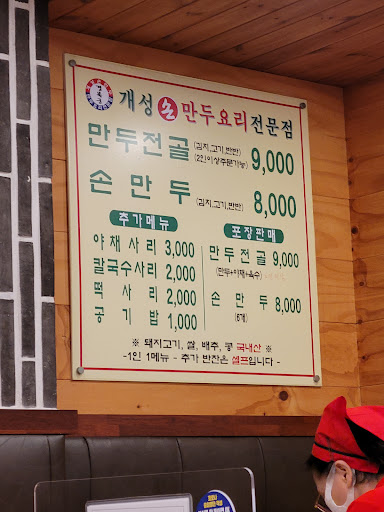 개성 손 만두요리 전문점
만두전골 (김치,고기,반반) (2인이상주문가능) 9,000
손만두 (김치,고기,반반) 8,000
추가메뉴
야채사리 3,000
칼국수사리 2,000
떡사리 2,000
공기밥 1,000
포장판매
만두전골 9,000
(만두+야채+육수)
손만두 8,000
(6개)
※ 돼지고기, 쌀, 배추, 콩 국내산 ※
-1인 1메뉴 - 추가 반찬은 셀프입니다 -